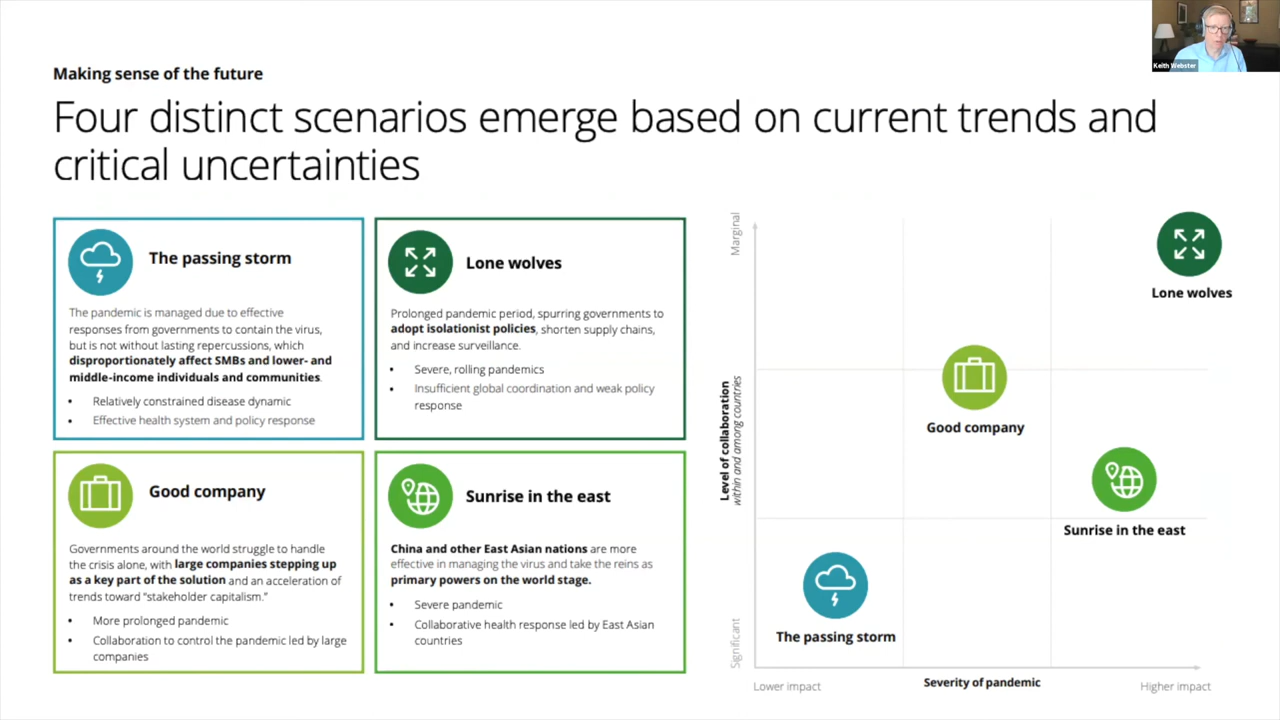 Keith Webster
Making sense of the future
Four distinct scenarios emerge based on current trends and
critical uncertainties
The passing storm
The pandemic is managed due to effective
responses from governments to contain the virus,
but is not without lasting repercussions, which
disproportionately affect SMBs and lower- and
middle-income individuals and communities.
• Relatively constrained disease dynamic
• Effective health system and policy response
Lone wolves
Prolonged pandemic period, spurring governments to
adopt isolationist policies, shorten supply chains,
and increase surveillance.
• Severe, rolling pandemics
• Insufficient global coordination and weak policy
response
Good company
Governments around the world struggle to handle
the crisis alone, with large companies stepping up
as a key part of the solution and an acceleration of
trends toward “stakeholder capitalism.”
• More prolonged pandemic
• Collaboration to control the pandemic led by large
companies
Sunrise in the east
China and other East Asian nations are more
effective in managing the virus and take the reins as
primary powers on the world stage.
• Severe pandemic
• Collaborative health response led by East Asian
countries
Marginal
Level of collaboration
within and among countries
Significant
Lone wolves
Good company
Sunrise in the east
The passing storm
Lower impact
Severity of pandemic
Higher impact